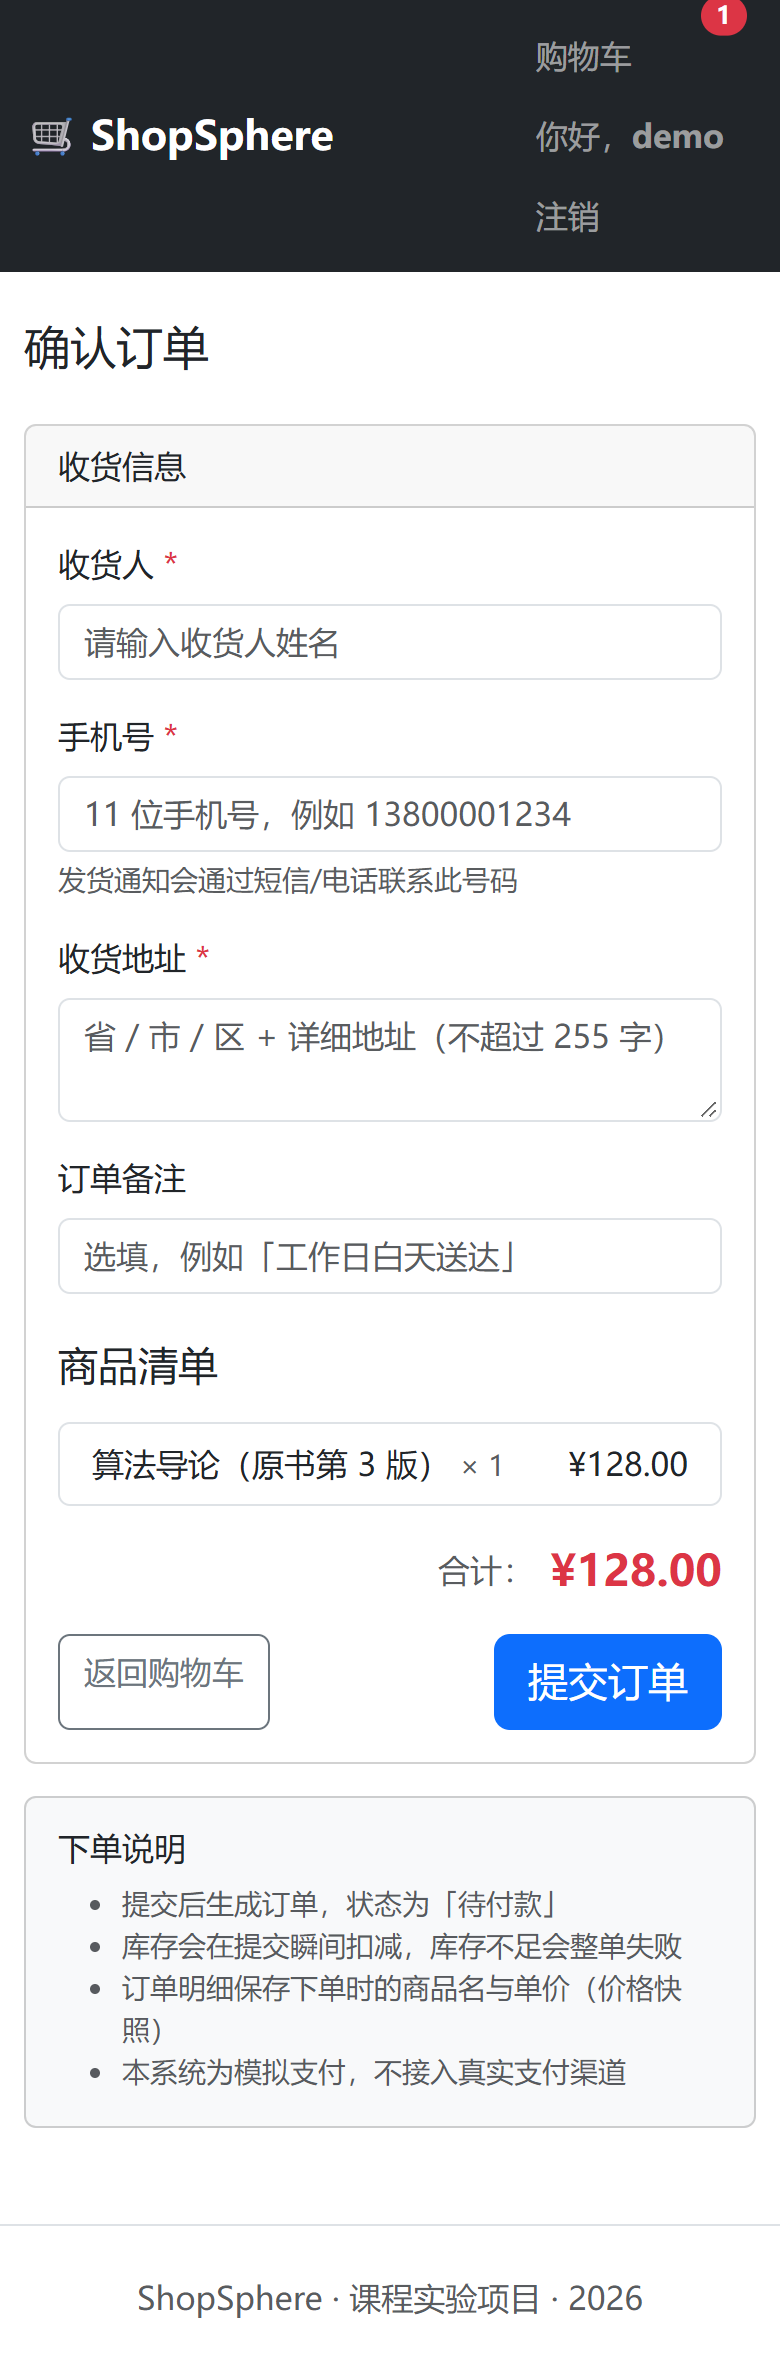 1
购物车
ShopSphere
你好，demo
注销
确认订单
收货信息
收货人 *
请输入收货人姓名
手机号 *
11 位手机号，例如 13800001234
发货通知会通过短信/电话联系此号码
收货地址 *
省 / 市 / 区 + 详细地址（不超过 255 字）
订单备注
选填，例如「工作日白天送达」
商品清单
算法导论（原书第 3 版） × 1 ¥128.00
合计： ¥128.00
返回购物车 提交订单
下单说明
• 提交后生成订单，状态为「待付款」
• 库存会在提交瞬间扣减，库存不足会整单失败
• 订单明细保存下单时的商品名与单价（价格快
照）
• 本系统为模拟支付，不接入真实支付渠道
ShopSphere · 课程实验项目 · 2026